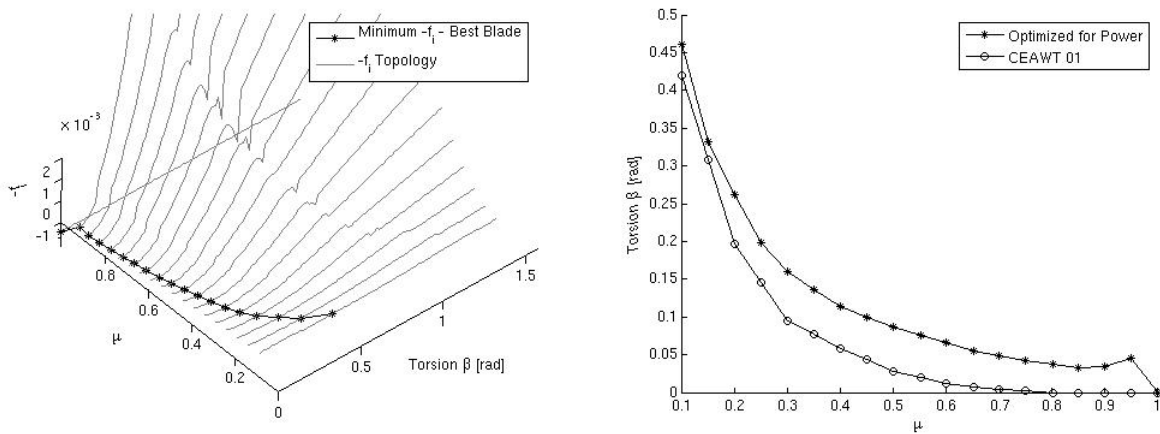 Minimum -f_i - Best Blade
-f_i Topology
× 10^-3
2
1
0
-1
-f_i
1
0.8
0.6
0.4
0.2
μ
0
0.5
1
1.5
Torsion β [rad]
Optimized for Power
CEAWT 01
0.5
0.45
0.4
0.35
0.3
0.25
0.2
0.15
0.1
0.05
0
Torsion β [rad]
0.1 0.2 0.3 0.4 0.5 0.6 0.7 0.8 0.9 1
μ